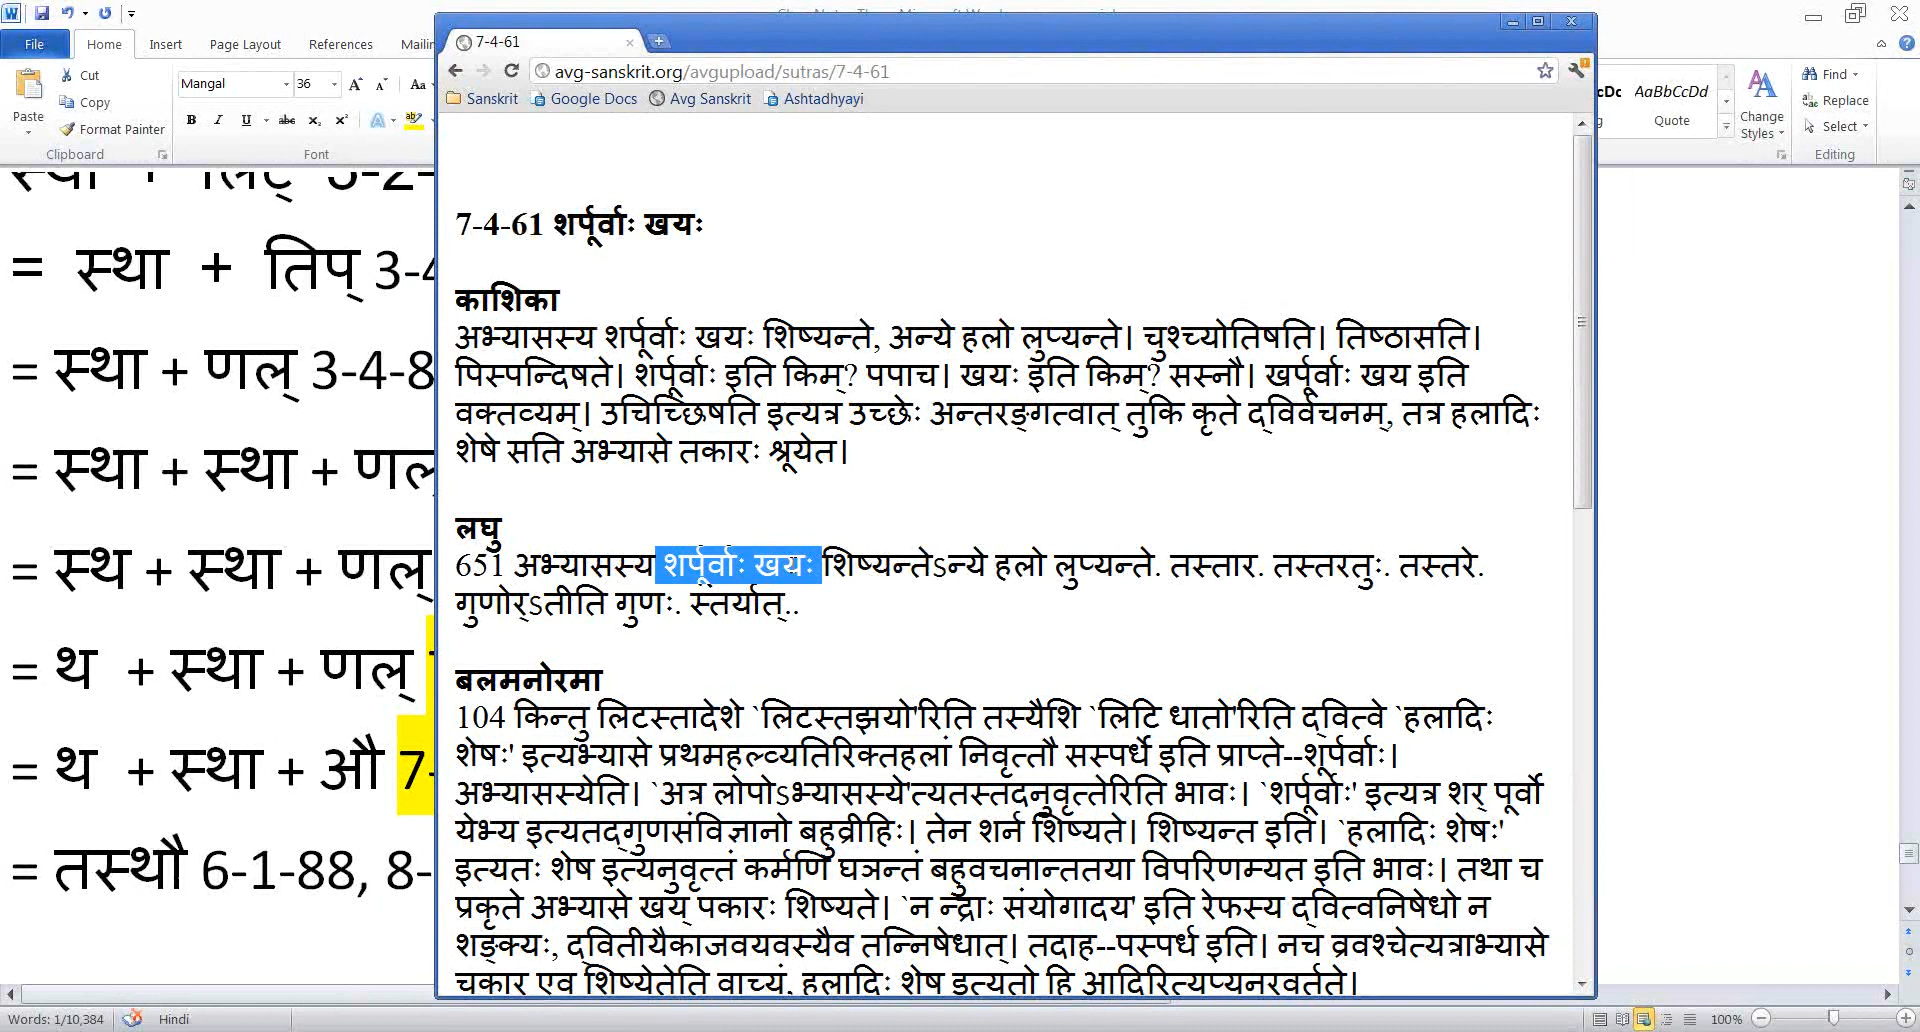 File
Home
Insert
Page Layout
References
Cut
Copy
Format Painter
Paste
Clipboard
Mangal
36
Aa
B I U abc x₂ x²
Font
7-4-61
avg-sanskrit.org/avgupload/sutras/7-4-61
Sanskrit Google Docs Avg Sanskrit Ashtadhyayi
AaBbCcDd
Quote
Change Styles
Find
Replace
Select
Editing
= स्था + तिप् 3-4
= स्था + णल् 3-4-8
= स्था + स्था + णल्
= स्थ + स्था + णल्
= थ + स्था + णल्
= थ + स्था + औ 7-
= तस्थौ 6-1-88, 8-
7-4-61 शर्पूर्वाः खयः
काशिका
अभ्यासस्य शर्पूर्वाः खयः शिष्यन्ते, अन्ये हलो लुप्यन्ते। चुश्च्योतिषति। तिष्ठासति।
पिस्पन्दिषते। शर्पूर्वाः इति किम्? पपाच। खयः इति किम्? सस्नौ। खर्पूर्वाः खय इति
वक्तव्यम्। उचिच्छिषति इत्यत्र उच्छेः अन्तरङ्गत्वात् तुकि कृते द्विर्वचनम्, तत्र हलादिः
शेषे सति अभ्यासे तकारः श्रूयेत।
लघु
651 अभ्यासस्य शर्पूर्वाः खयः शिष्यन्तेऽन्ये हलो लुप्यन्ते. तस्तार. तस्तरतुः. तस्तरे.
गुणोर्ऽतीति गुणः. स्तर्यात्..
बलमनोरमा
104 किन्तु लिटस्तादेशे `लिटस्तझयो'रिति तस्यैशि `लिटि धातो'रिति द्वित्वे `हलादिः
शेषः' इत्यभ्यासे प्रथमहल्व्यतिरिक्तहलां निवृत्तौ सस्पर्धे इति प्राप्ते--शर्पूर्वाः।
अभ्यासस्येति। `अत्र लोपोऽभ्यासस्ये'त्यतस्तदनुवृत्तेरिति भावः। `शर्पूर्वाः' इत्यत्र शर् पूर्वो
येभ्य इत्यतद्गुणसंविज्ञानो बहुव्रीहिः। तेन शर्न शिष्यते। शिष्यन्त इति। `हलादिः शेषः'
इत्यतः शेष इत्यनुवृत्तं कर्मणि घञन्तं बहुवचनान्ततया विपरिणम्यत इति भावः। तथा च
प्रकृते अभ्यासे खय् पकारः शिष्यते। `न न्द्राः संयोगादय' इति रेफस्य द्वित्वनिषेधो न
शङ्क्यः, द्वितीयैकाजवयवस्यैव तन्निषेधात्। तदाह--पस्पर्ध इति। नच व्रवश्चेत्यत्राभ्यासे
चकार एव शिष्येतेति वाच्यं, हलादिः शेष इत्यतो हि आदिरित्यप्यनुवर्तते।
Words: 1/10,384
Hindi
100%